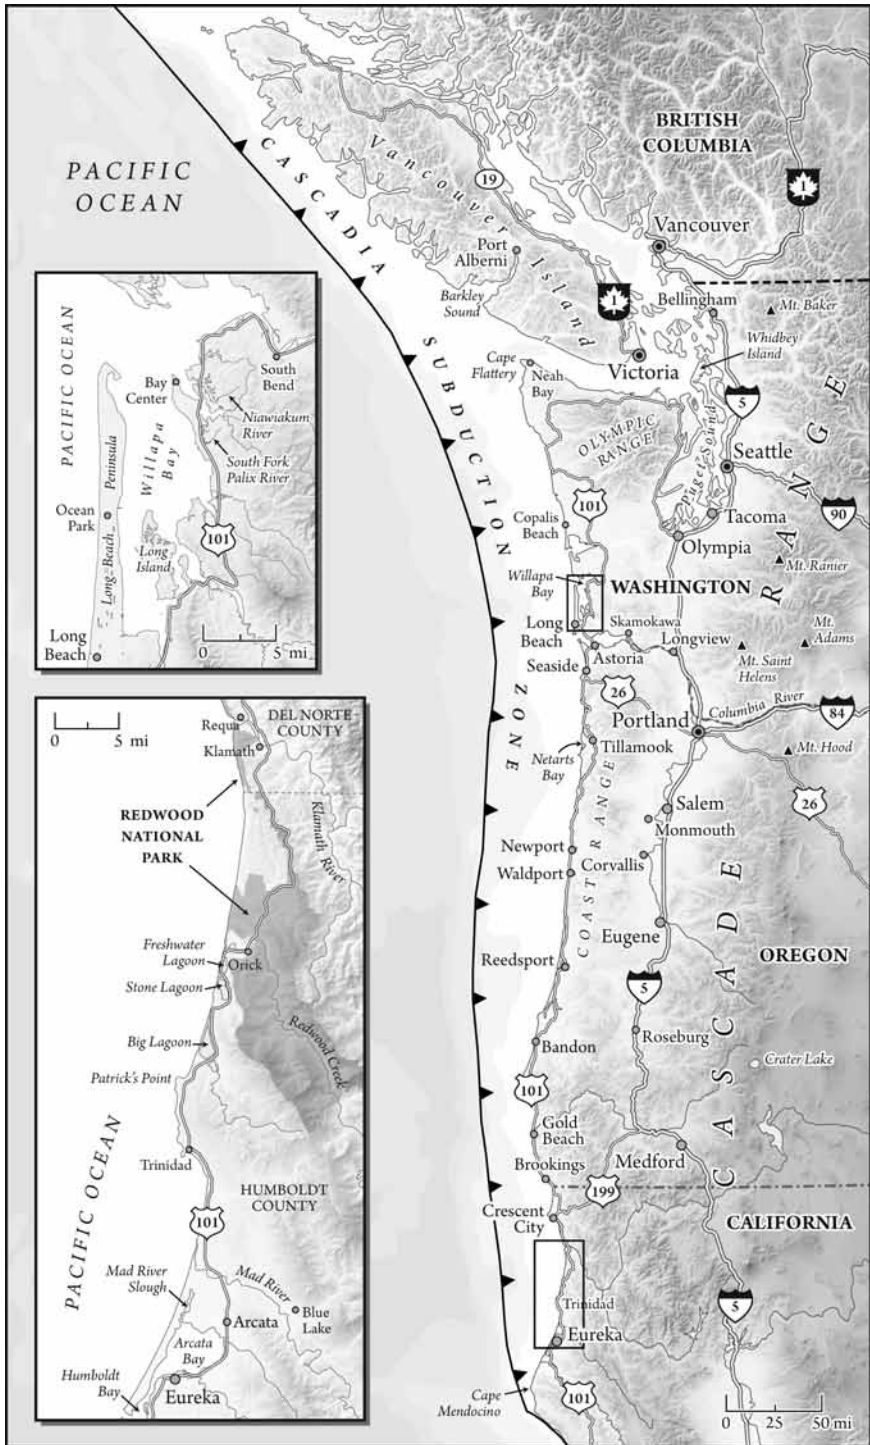 BRITISH
COLUMBIA
PACIFIC
OCEAN
CASCADIA
SUBDUCTION
ZONE
Vancouver
Island
19
1
Vancouver
1
Port
Alberni
Barkley
Sound
Bellingham
Mt. Baker
Whidbey
Island
Victoria
Cape
Flattery
Neah
Bay
5
OLYMPIC
RANGE
Puget Sound
Seattle
90
101
Tacoma
Copalis
Beach
Olympia
Mt. Ranier
Willapa
Bay
WASHINGTON
Long
Beach
Skamokawa
Longview
Mt.
Adams
Astoria
Mt. Saint
Helens
Seaside
26
Columbia River
84
Portland
Tillamook
Netarts
Bay
Mt. Hood
26
Salem
Monmouth
COAST RANGE
Newport
Corvallis
Waldport
Eugene
CASCADE
RANGE
OREGON
Reedsport
5
Roseburg
Bandon
Crater Lake
101
Gold
Beach
Medford
Brookings
199
Crescent
City
CALIFORNIA
Trinidad
5
Eureka
Cape
Mendocino
101
0 25 50 mi
PACIFIC OCEAN
Bay
Center
South
Bend
Niawiakum
River
Willapa
Bay
South Fork
Palix River
Peninsula
Ocean
Park
101
Long Beach
Long
Island
Long
Beach
0 5 mi
0 5 mi
Requa
DEL NORTE
COUNTY
Klamath
REDWOOD
NATIONAL
PARK
Klamath River
Freshwater
Lagoon
Orick
Stone Lagoon
Redwood Creek
Big Lagoon
Patrick's Point
PACIFIC OCEAN
Trinidad
HUMBOLDT
COUNTY
101
Mad River
Slough
Mad River
Blue
Lake
Arcata
Arcata
Bay
Humboldt
Bay
Eureka